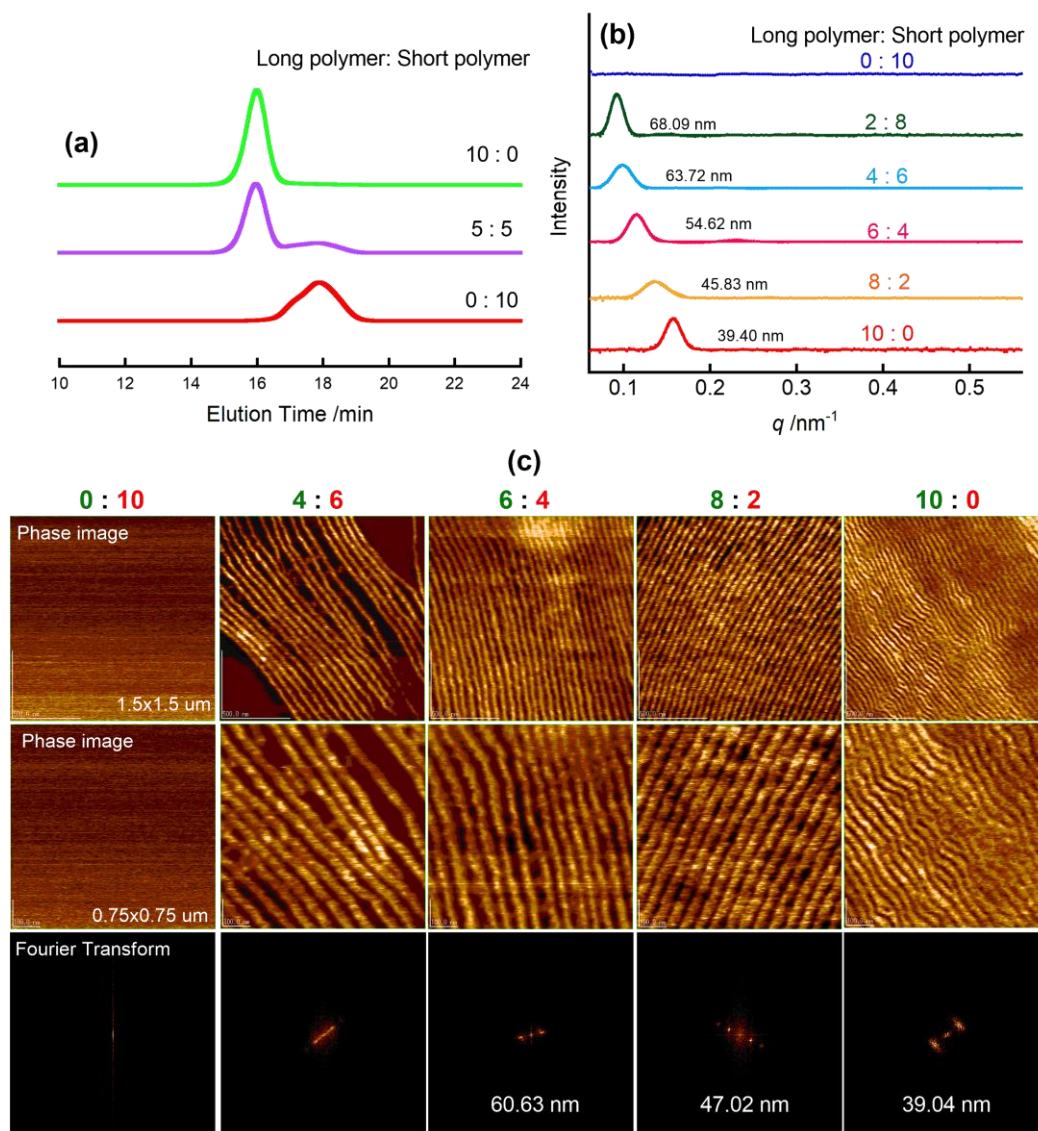 (a)
Long polymer: Short polymer
10 : 0
5 : 5
0 : 10
10 12 14 16 18 20 22 24
Elution Time /min
(b)
Long polymer: Short polymer
0 : 10
68.09 nm 2 : 8
63.72 nm 4 : 6
54.62 nm 6 : 4
45.83 nm 8 : 2
39.40 nm 10 : 0
Intensity
0.1 0.2 0.3 0.4 0.5
q /nm⁻¹
(c)
0 : 10 4 : 6 6 : 4 8 : 2 10 : 0
Phase image
1.5x1.5 um
Phase image
0.75x0.75 um
Fourier Transform
60.63 nm 47.02 nm 39.04 nm